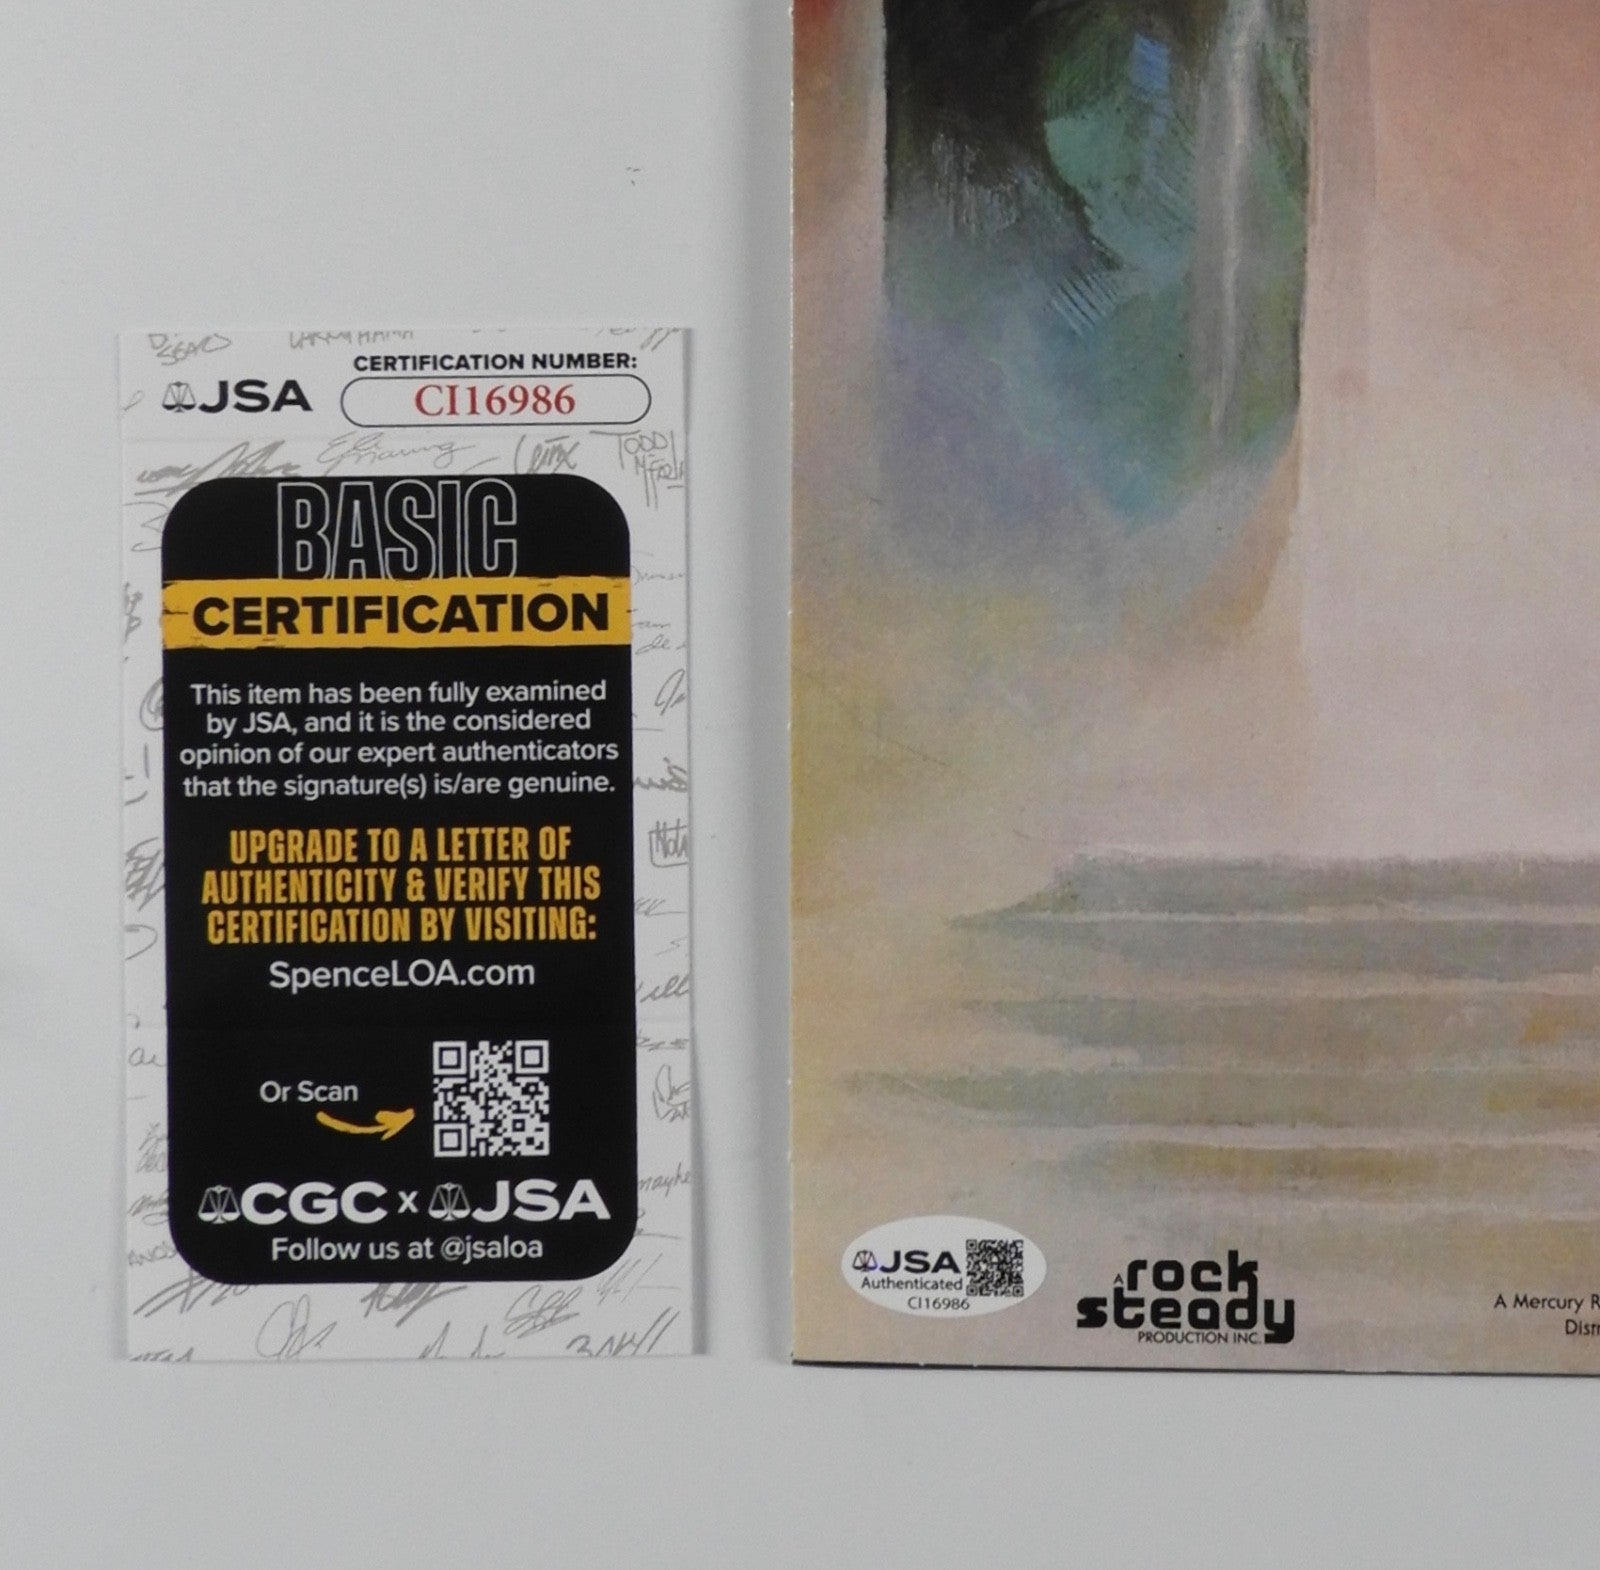 CERTIFICATION NUMBER:
JSA
CI16986
TODD
BASIC
CERTIFICATION
This item has been fully examined
by JSA, and it is the considered
opinion of our expert authenticators
that the signature(s) is/are genuine.
UPGRADE TO A LETTER OF
AUTHENTICITY & VERIFY THIS
CERTIFICATION BY VISITING:
SpenceLOA.com
Or Scan
CGC x JSA
Follow us at @jsaloa
JSA
Authenticated
CI16986
A rock
steady
PRODUCTION INC.
A Mercury R
Distr